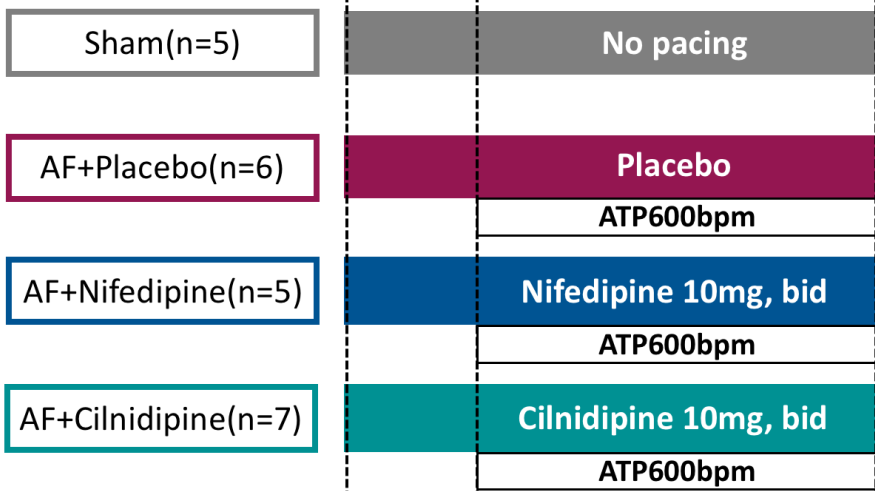 Sham(n=5)
No pacing
AF+Placebo(n=6)
Placebo
ATP600bpm
AF+Nifedipine(n=5)
Nifedipine 10mg, bid
ATP600bpm
AF+Cilnidipine(n=7)
Cilnidipine 10mg, bid
ATP600bpm